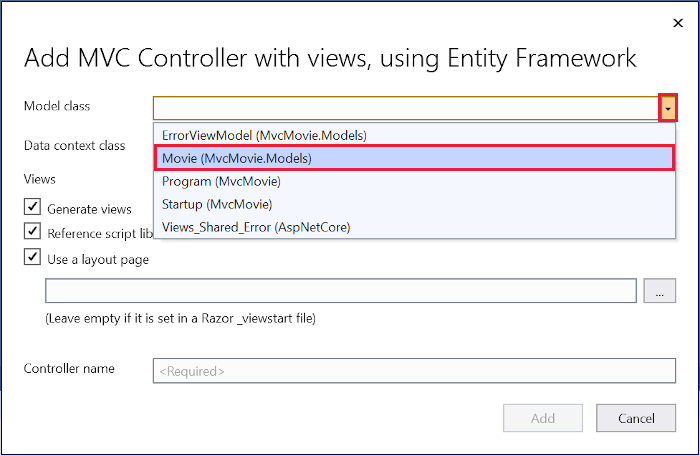 Add MVC Controller with views, using Entity Framework
Model class
ErrorViewModel (MvcMovie.Models)
Data context class
Movie (MvcMovie.Models)
Program (MvcMovie)
Views
Startup (MvcMovie)
Generate views
Views_Shared_Error (AspNetCore)
Reference script lib
Use a layout page
...
(Leave empty if it is set in a Razor _viewstart file)
Controller name
<Required>
Add
Cancel